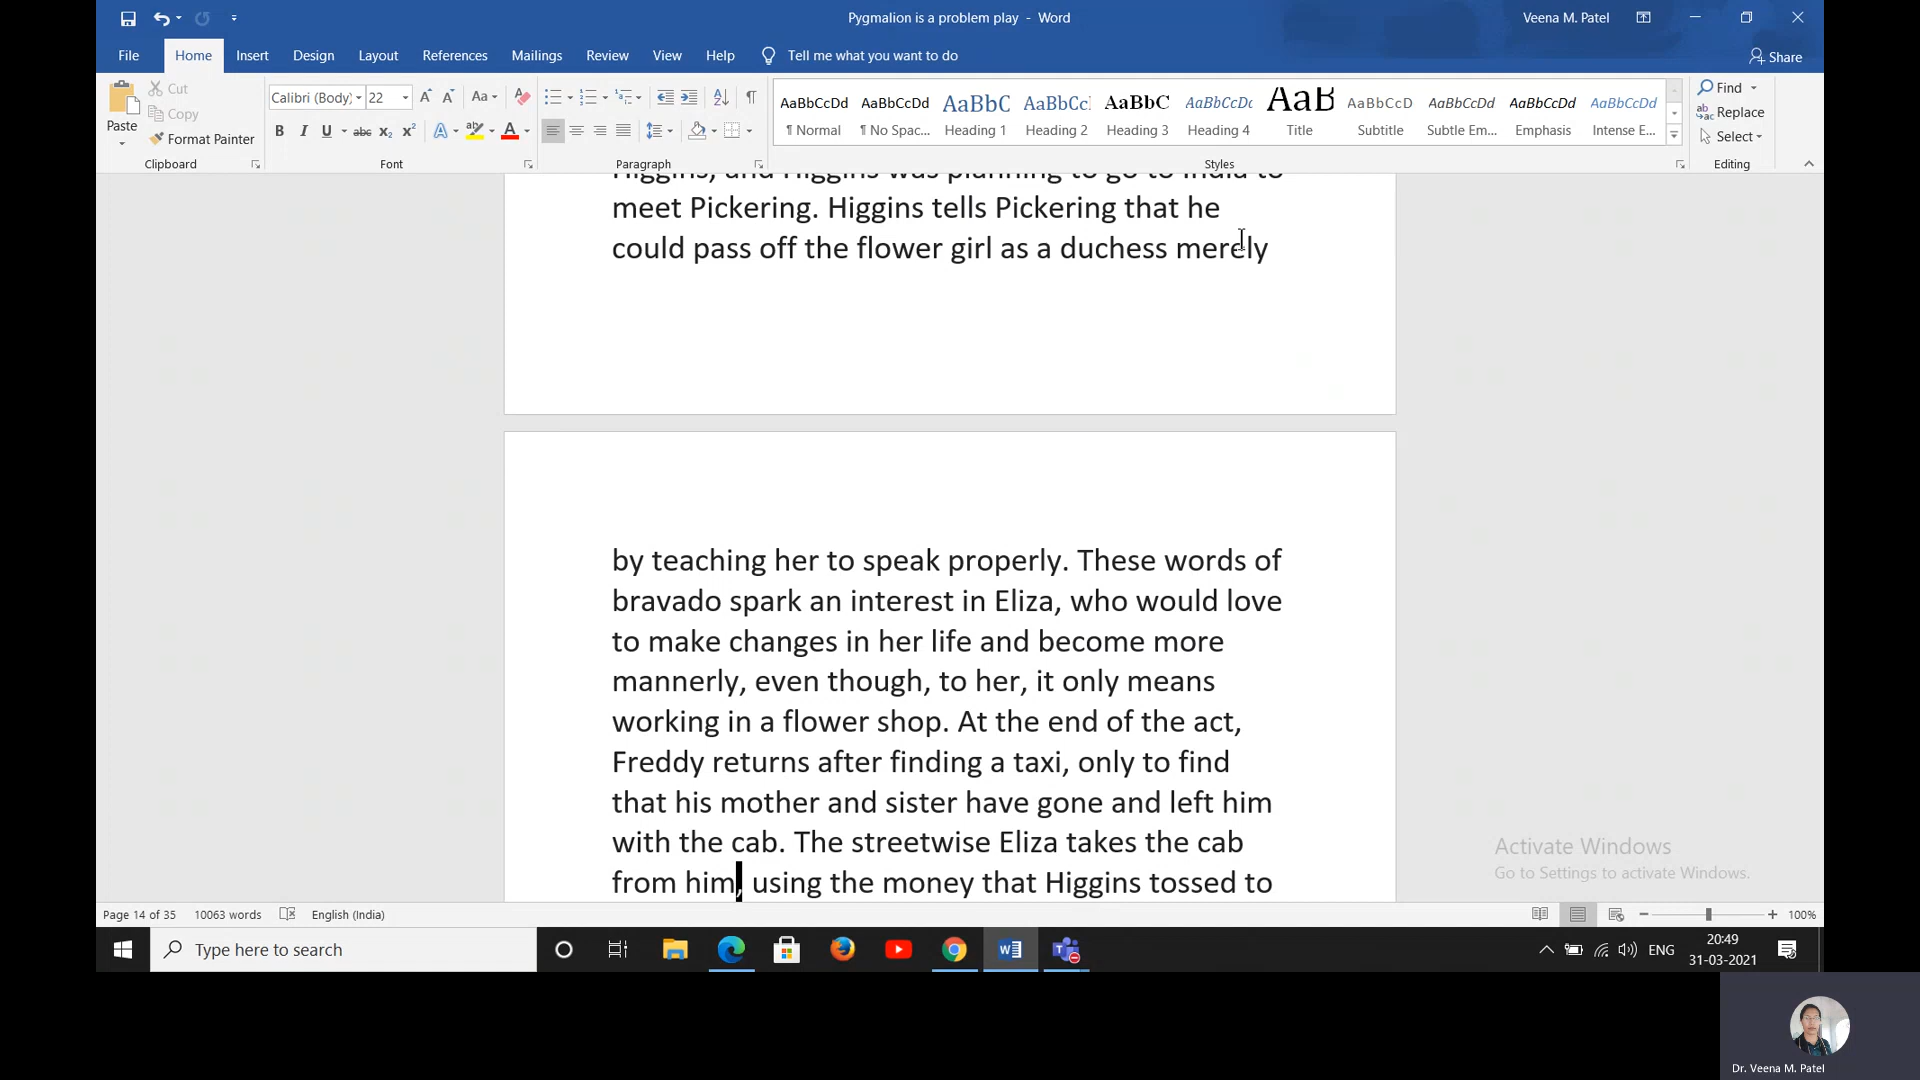 Pygmalion is a problem play - Word
Veena M. Patel
File Home Insert Design Layout References Mailings Review View Help Tell me what you want to do
Share
Paste
Cut
Copy
Format Painter
Clipboard
Calibri (Body) 22
Font
Paragraph
AaBbCcDd AaBbCcDd AaBbC AaBbCc AaBbC AaBbCcDc AaB AaBbCcD AaBbCcDd AaBbCcDd AaBbCcDd
¶ Normal ¶ No Spac... Heading 1 Heading 2 Heading 3 Heading 4 Title Subtitle Subtle Em... Emphasis Intense E...
Styles
Find
Replace
Select
Editing
Higgins, and Higgins was planning to go to India to
meet Pickering. Higgins tells Pickering that he
could pass off the flower girl as a duchess merely
by teaching her to speak properly. These words of
bravado spark an interest in Eliza, who would love
to make changes in her life and become more
mannerly, even though, to her, it only means
working in a flower shop. At the end of the act,
Freddy returns after finding a taxi, only to find
that his mother and sister have gone and left him
with the cab. The streetwise Eliza takes the cab
from him, using the money that Higgins tossed to
Activate Windows
Go to Settings to activate Windows.
Page 14 of 35 10063 words English (India)
100%
Type here to search
ENG
20:49
31-03-2021
Dr. Veena M. Patel